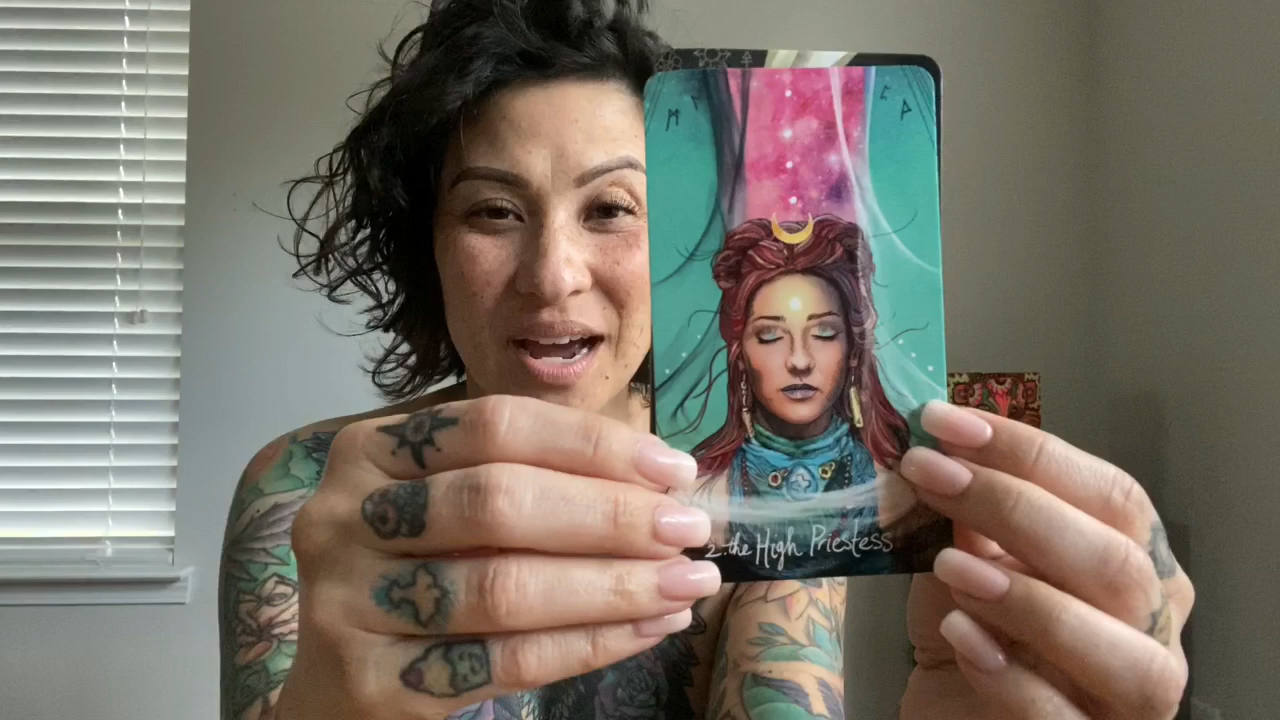 ᛗ ᛚ ᛈ ᚹ
2. the High Priestess